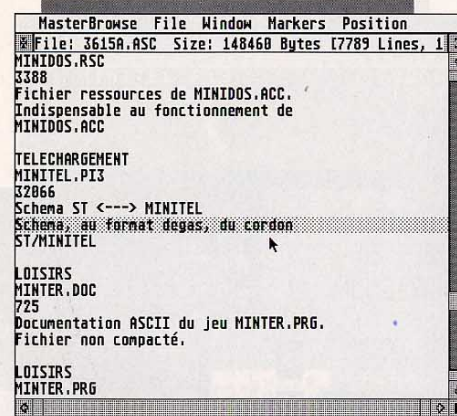 MasterBrowse File Window Markers Position
File: 3615A.ASC Size: 148460 Bytes [7789 Lines, 1
MINIDOS.RSC
3388
Fichier ressources de MINIDOS.ACC.
Indispensable au fonctionnement de
MINIDOS.ACC
TELECHARGEMENT
MINITEL.PI3
32066
Schema ST <---> MINITEL
Schema, au format degas, du cordon
ST/MINITEL
LOISIRS
MINTER.DOC
725
Documentation ASCII du jeu MINTER.PRG.
Fichier non compacté.
LOISIRS
MINTER.PRG